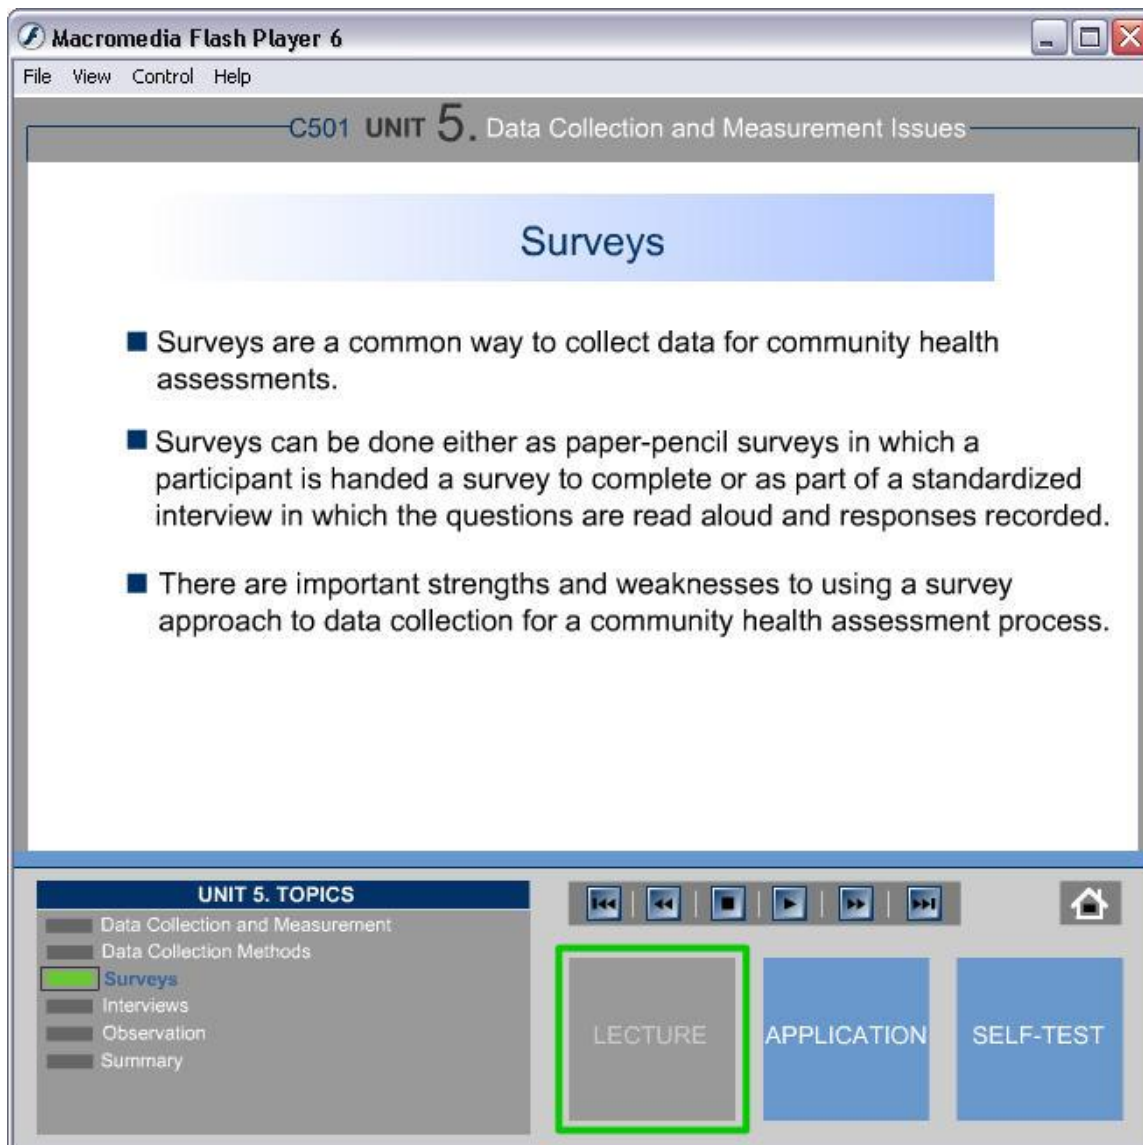 Macromedia Flash Player 6
File View Control Help
C501 UNIT 5. Data Collection and Measurement Issues
Surveys
Surveys are a common way to collect data for community health
assessments.
Surveys can be done either as paper-pencil surveys in which a
participant is handed a survey to complete or as part of a standardized
interview in which the questions are read aloud and responses recorded.
There are important strengths and weaknesses to using a survey
approach to data collection for a community health assessment process.
UNIT 5. TOPICS
Data Collection and Measurement
Data Collection Methods
Surveys
Interviews
Observation
Summary
LECTURE
APPLICATION
SELF-TEST